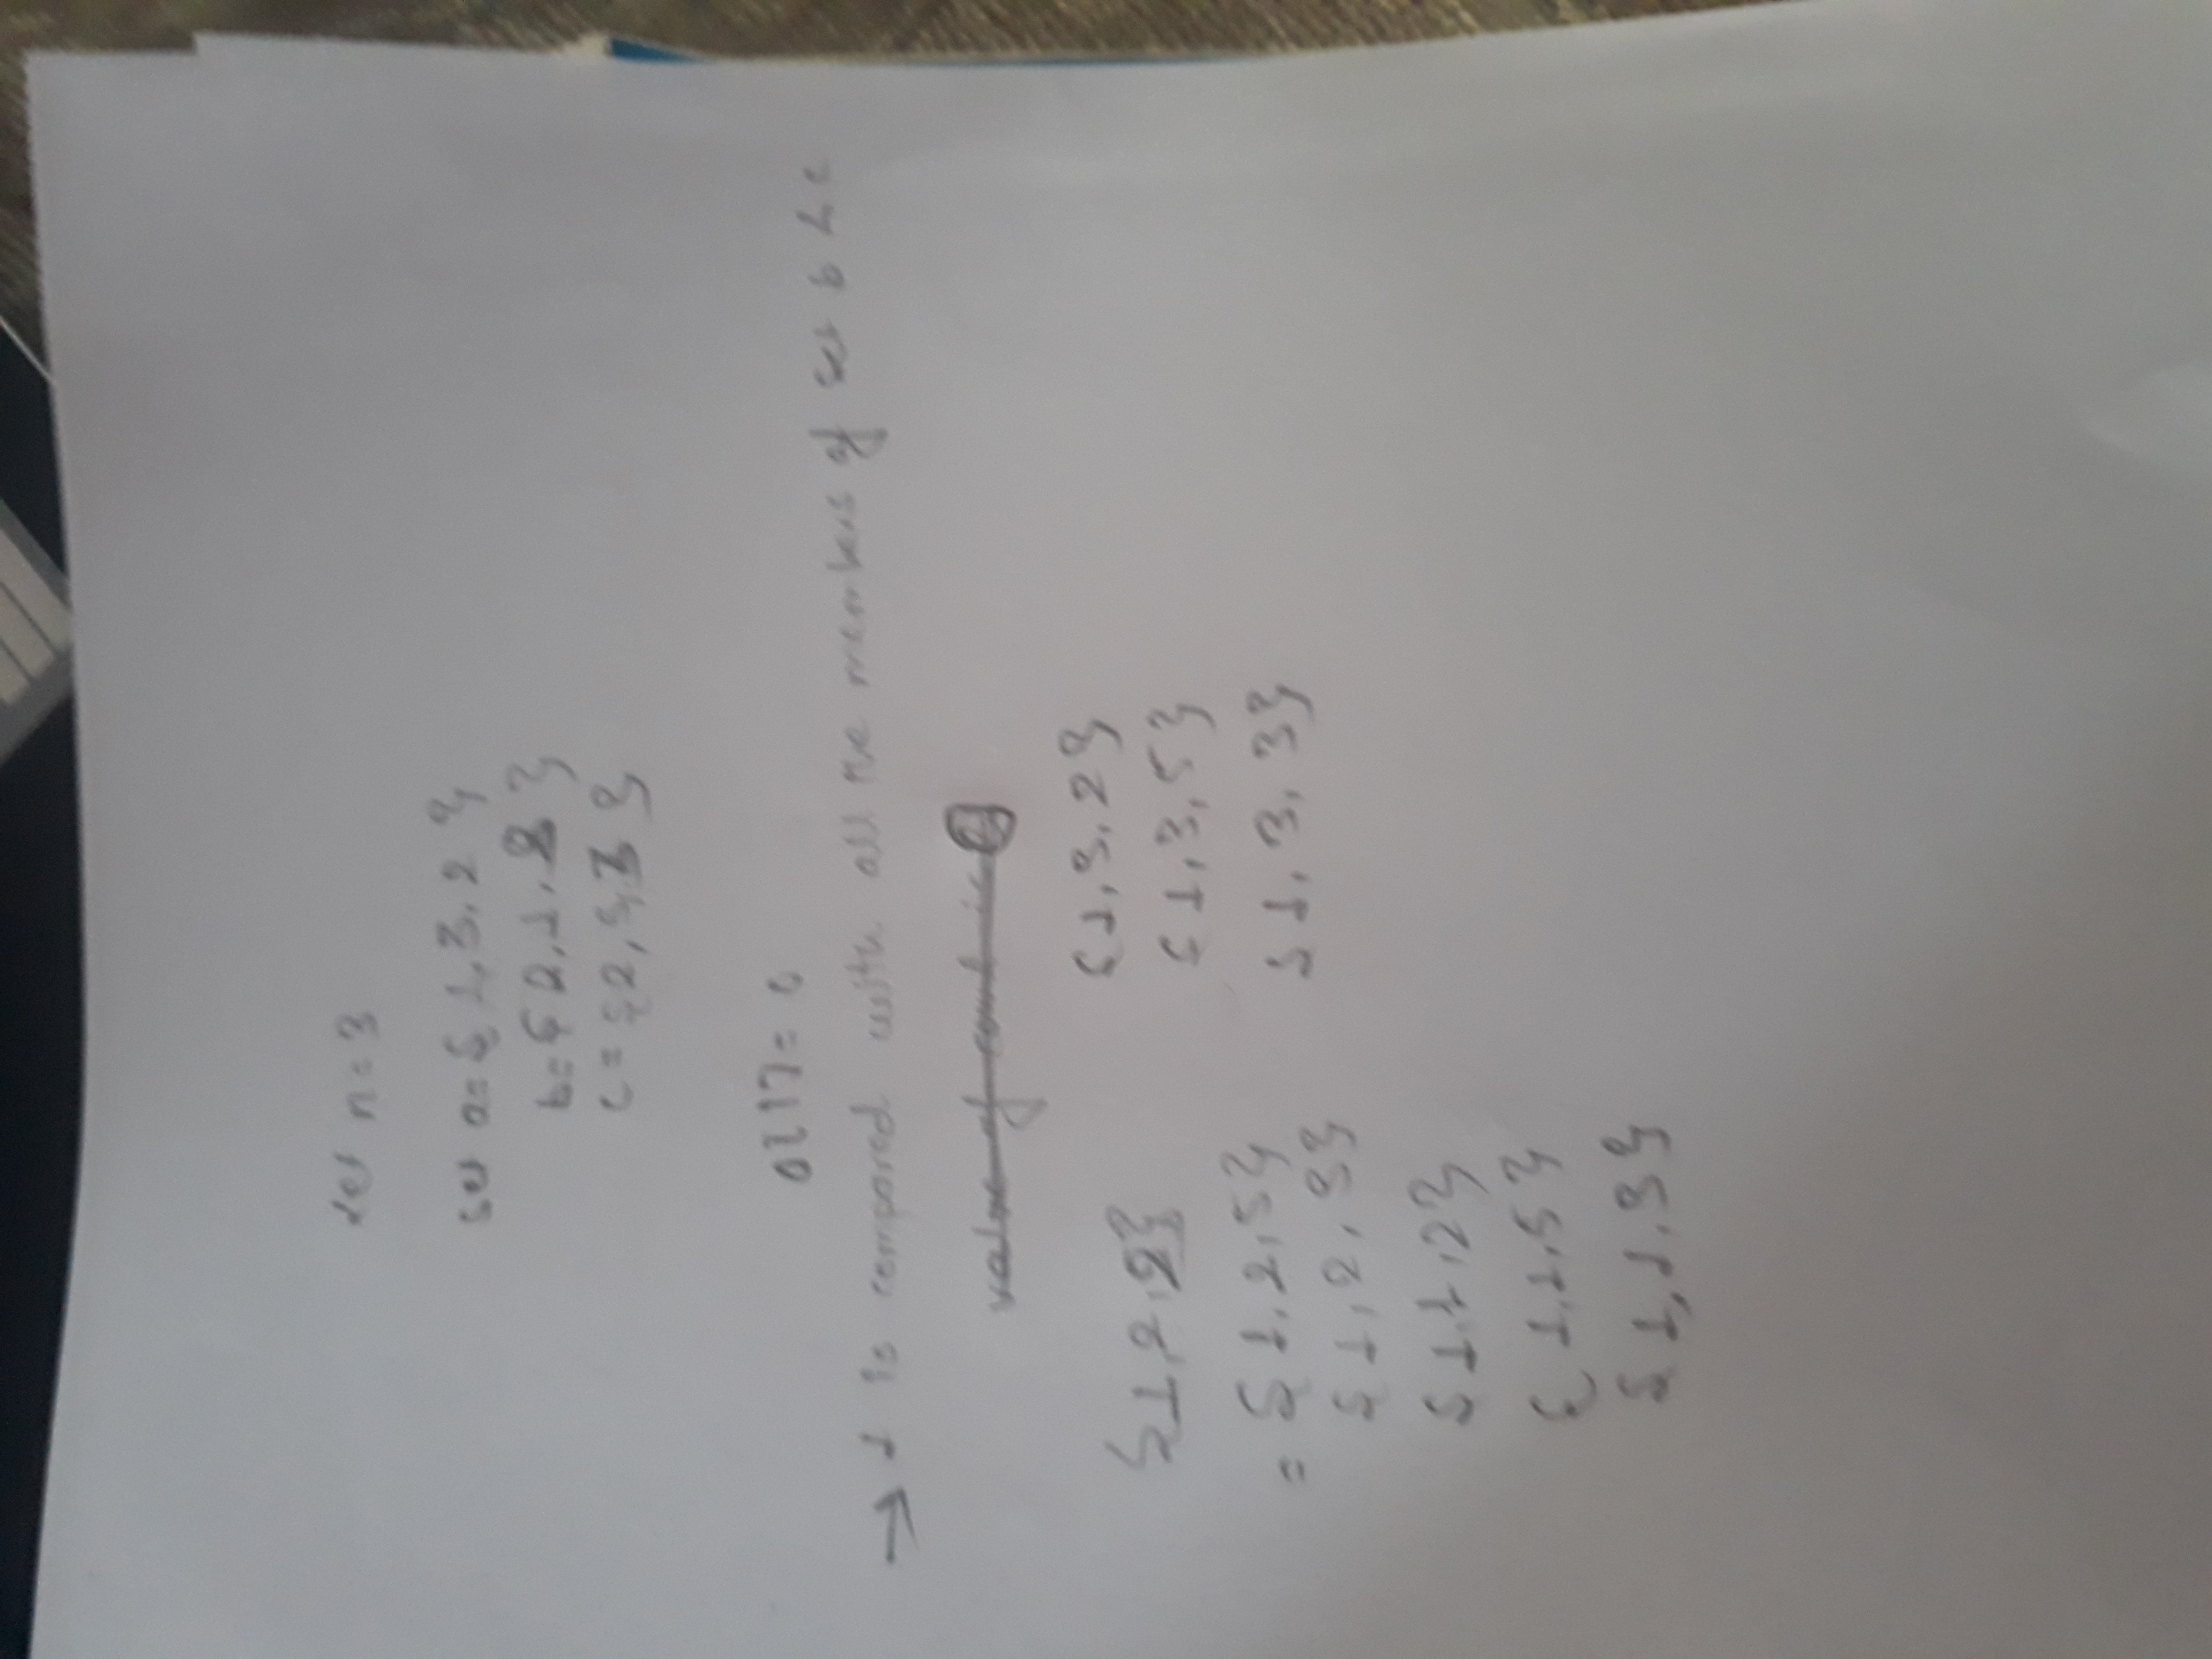 let n=3
set a={1,3,2}
b={2,1,3}
c={2,5,3}
a[1]=
→ 1 is compared with all the members of set b & c
value of count is
{1,2,2}
={1,2,5}
{1,2,3}
{1,1,2}
{1,1,5}
{1,1,3}
{1,3,2}
{1,3,5}
{1,3,3}